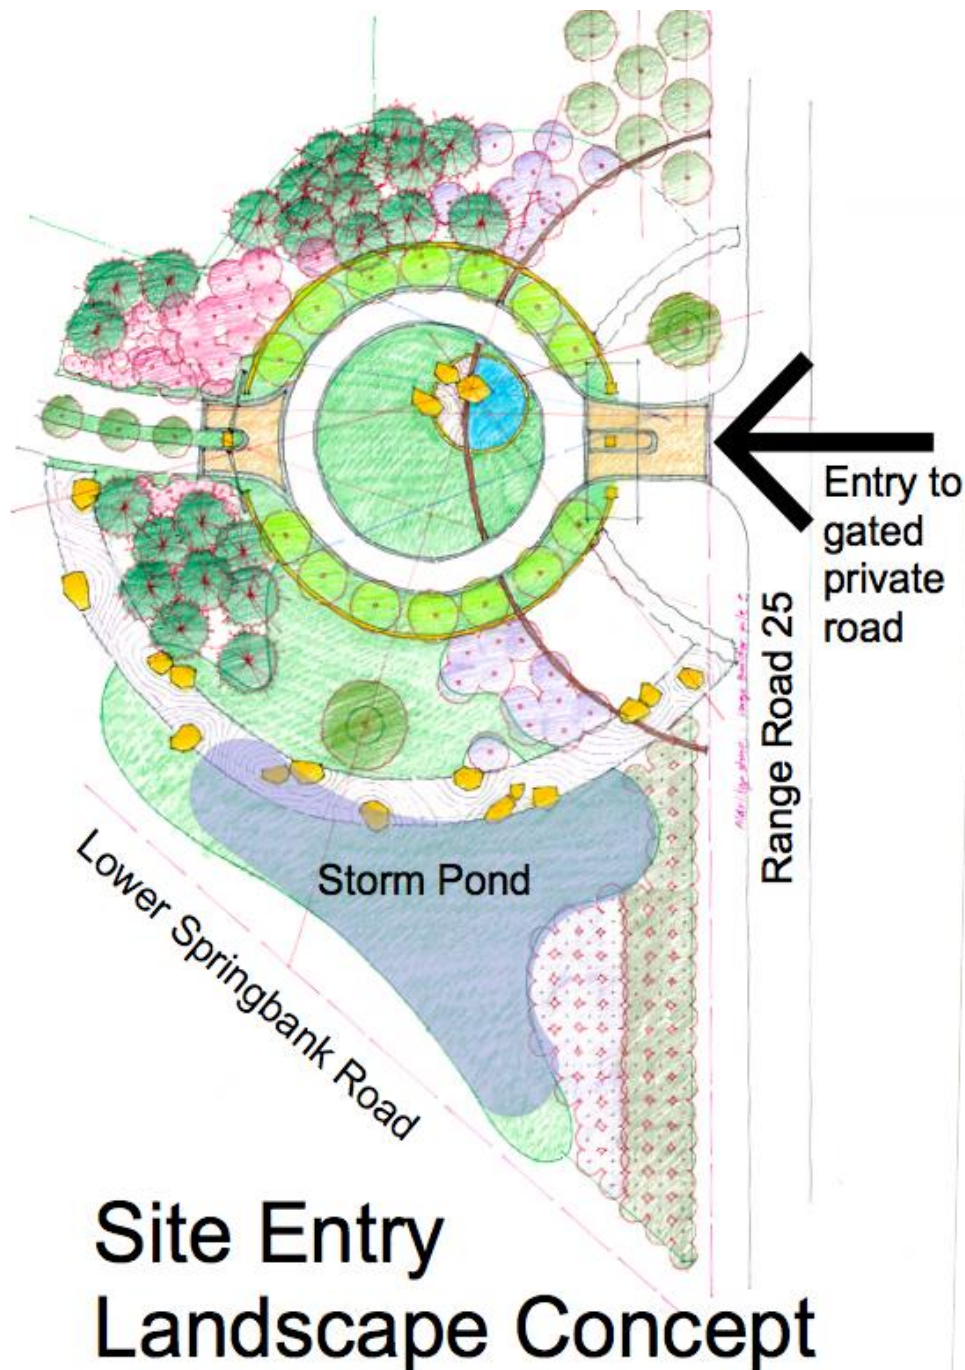 Entry to
gated
private
road
Range Road 25
Storm Pond
Lower Springbank Road
Site Entry
Landscape Concept